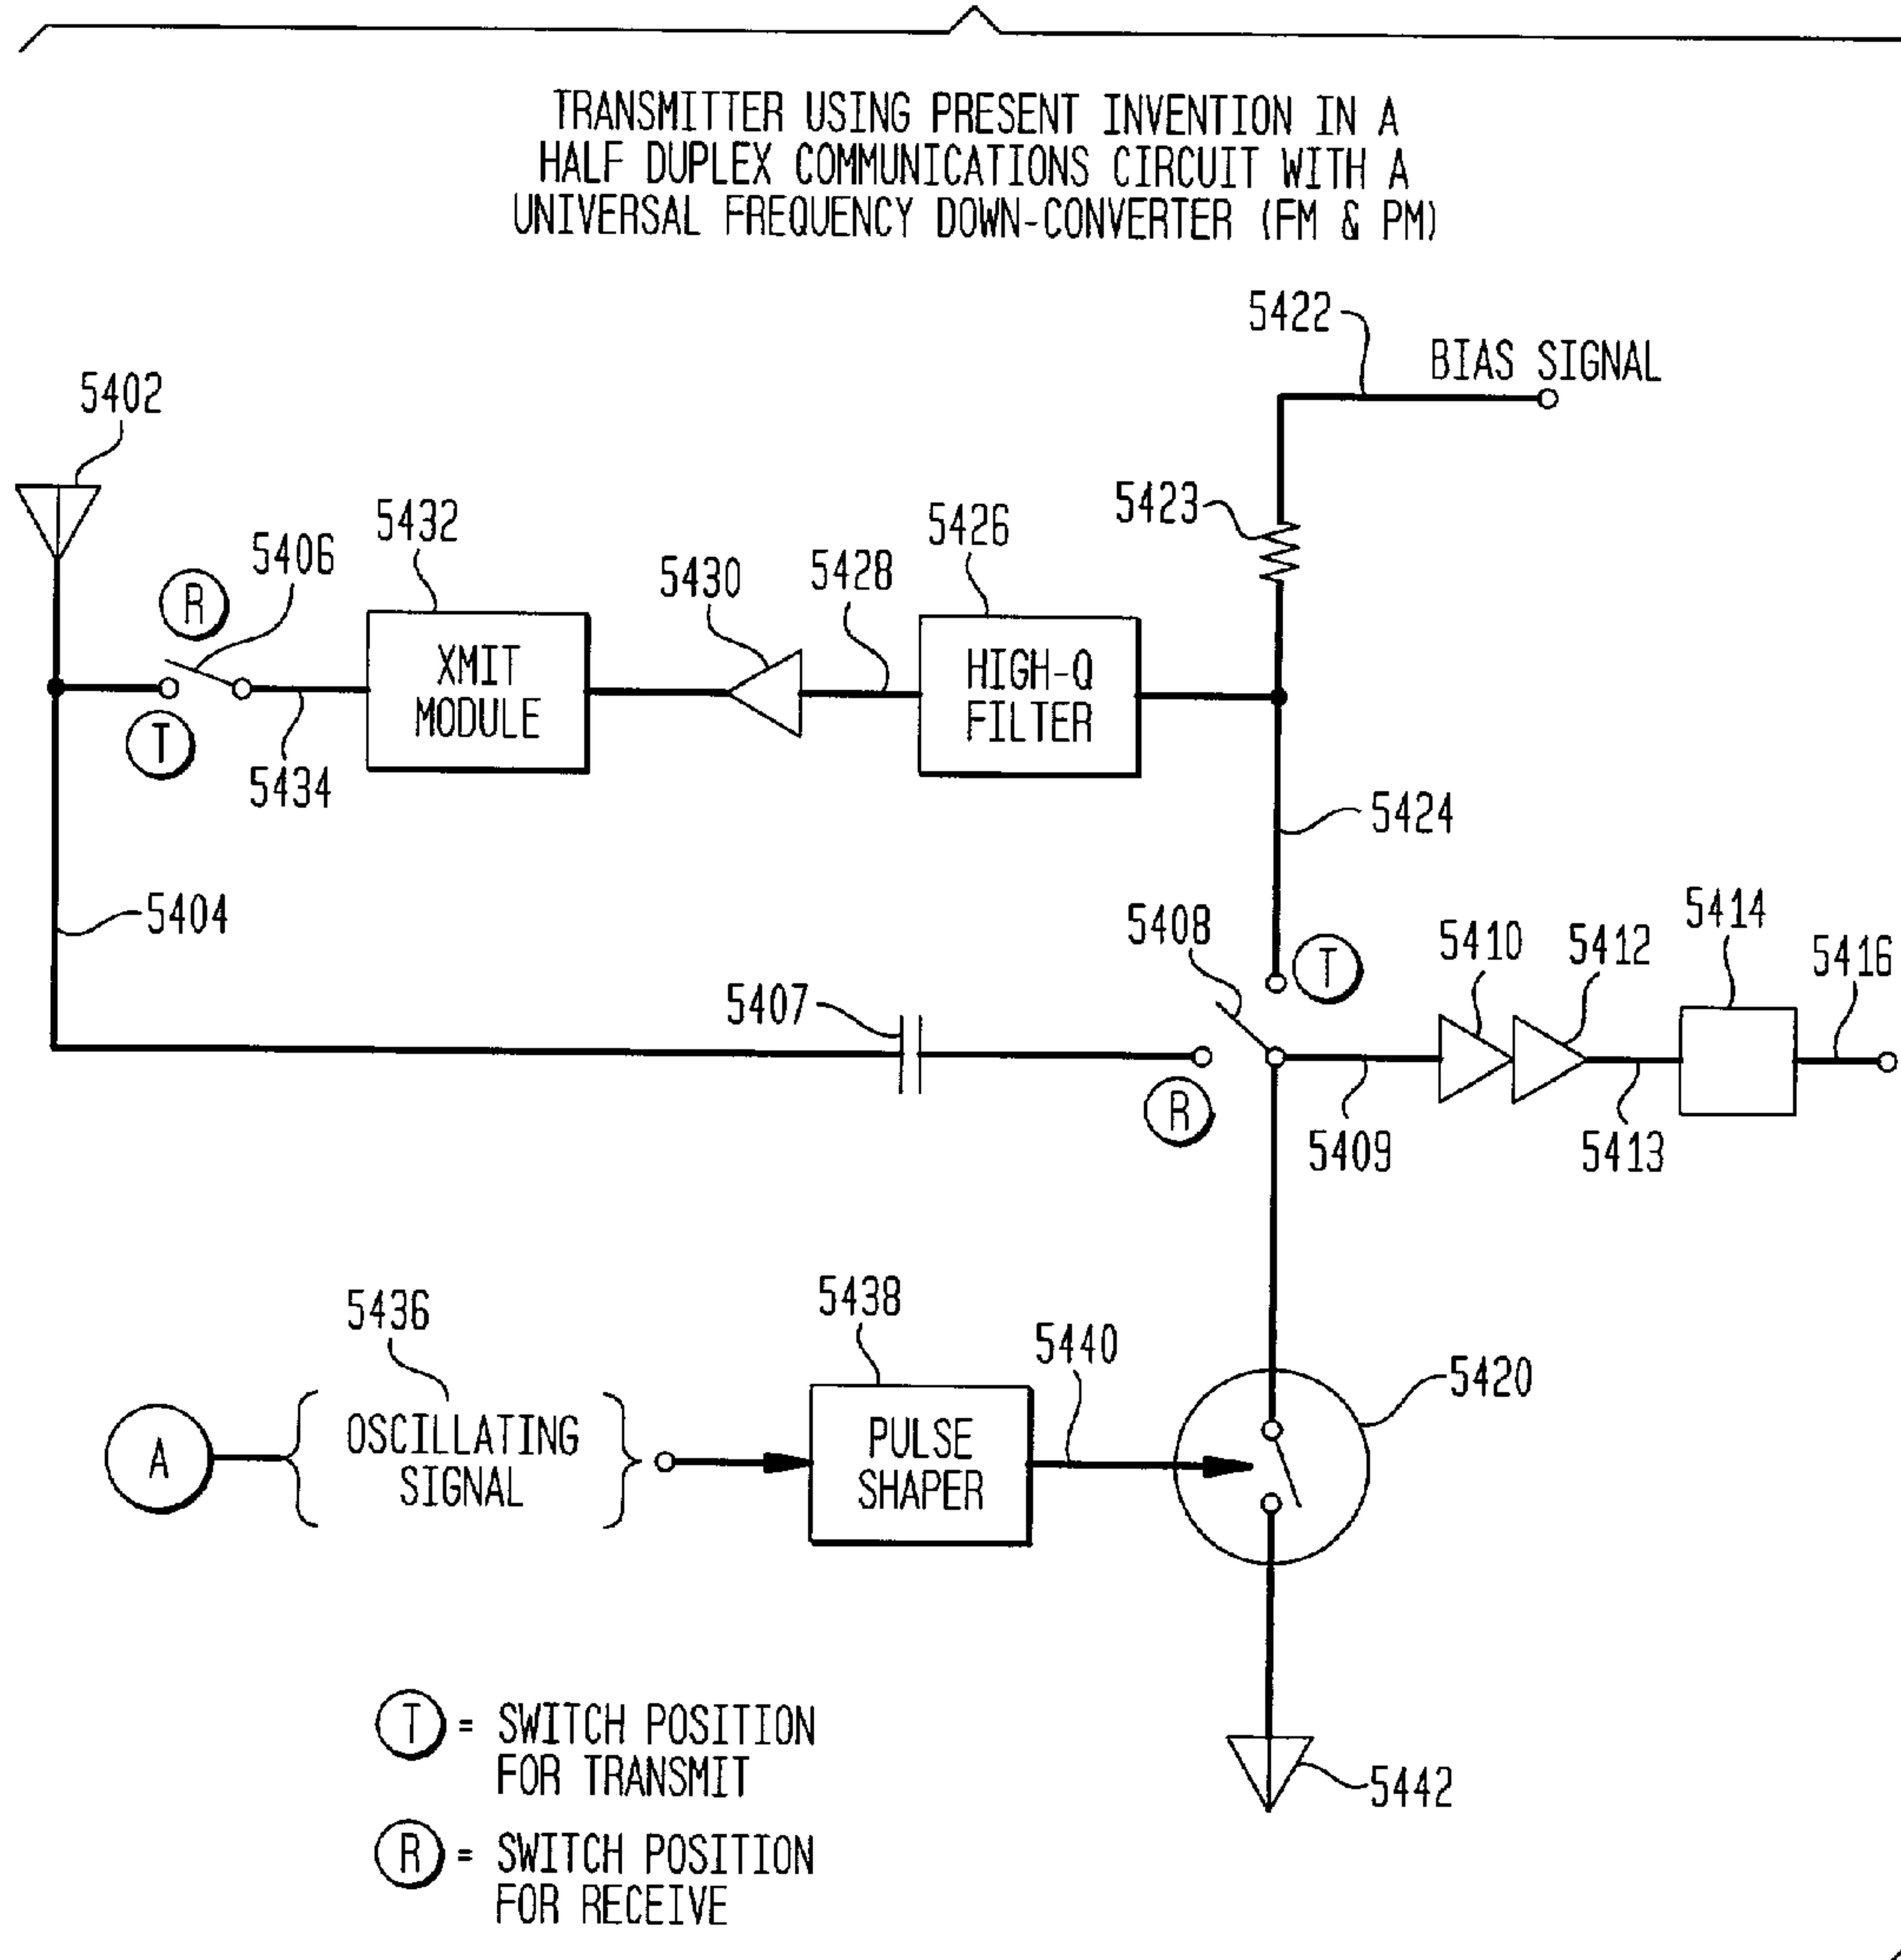 TRANSMITTER USING PRESENT INVENTION IN A
HALF DUPLEX COMMUNICATIONS CIRCUIT WITH A
UNIVERSAL FREQUENCY DOWN-CONVERTER (FM & PM)
5422
BIAS SIGNAL
5402
5432
5426
5423
5406
5430
5428
R
XMIT
MODULE
HIGH-Q
FILTER
T
5434
5424
5404
5408
T
5410
5412
5414
5416
5407
R
5409
5413
5436
5438
5440
5420
A
OSCILLATING
SIGNAL
PULSE
SHAPER
T = SWITCH POSITION
FOR TRANSMIT
5442
R = SWITCH POSITION
FOR RECEIVE